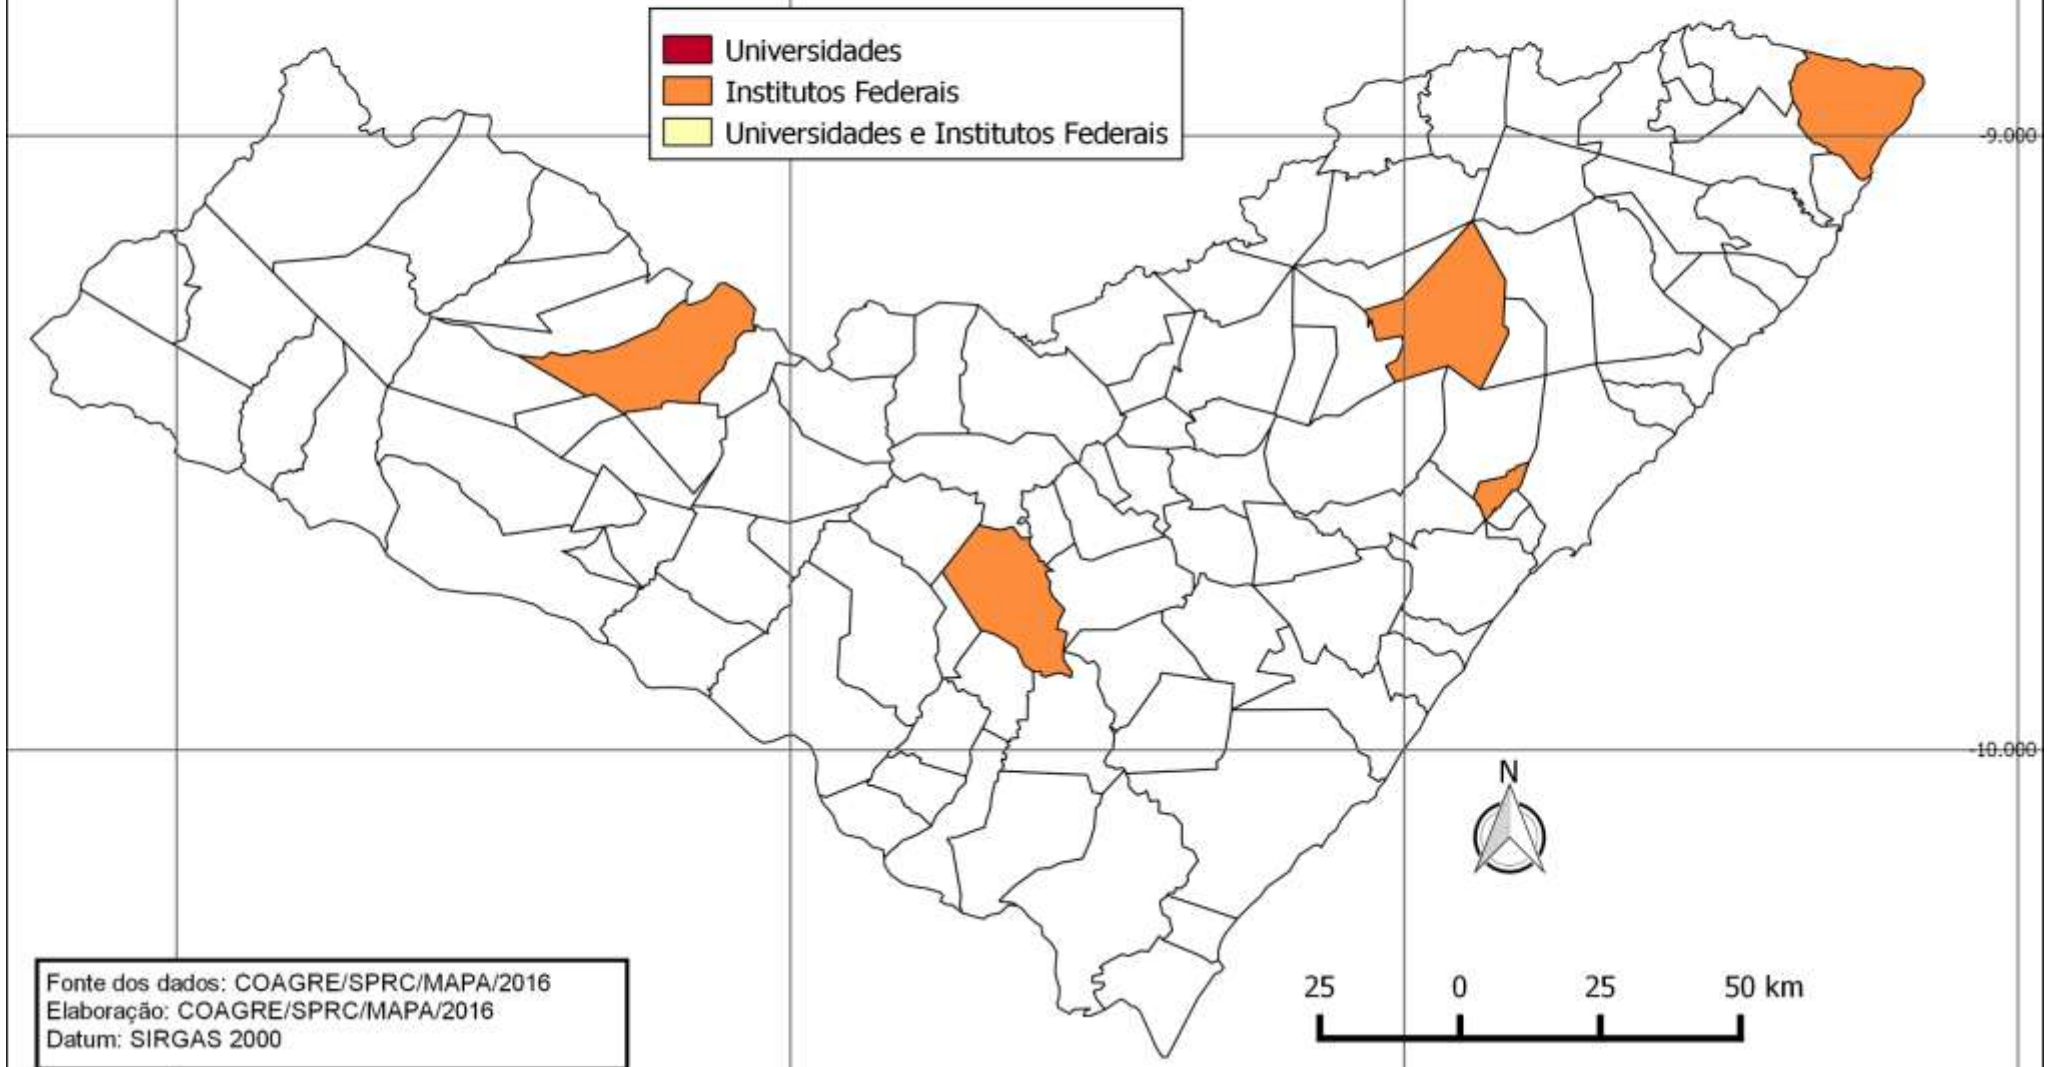 Universidades
Institutos Federais
Universidades e Institutos Federais
-9.000
-10.000
N
Fonte dos dados: COAGRE/SPRC/MAPA/2016
Elaboração: COAGRE/SPRC/MAPA/2016
Datum: SIRGAS 2000
25 0 25 50 km